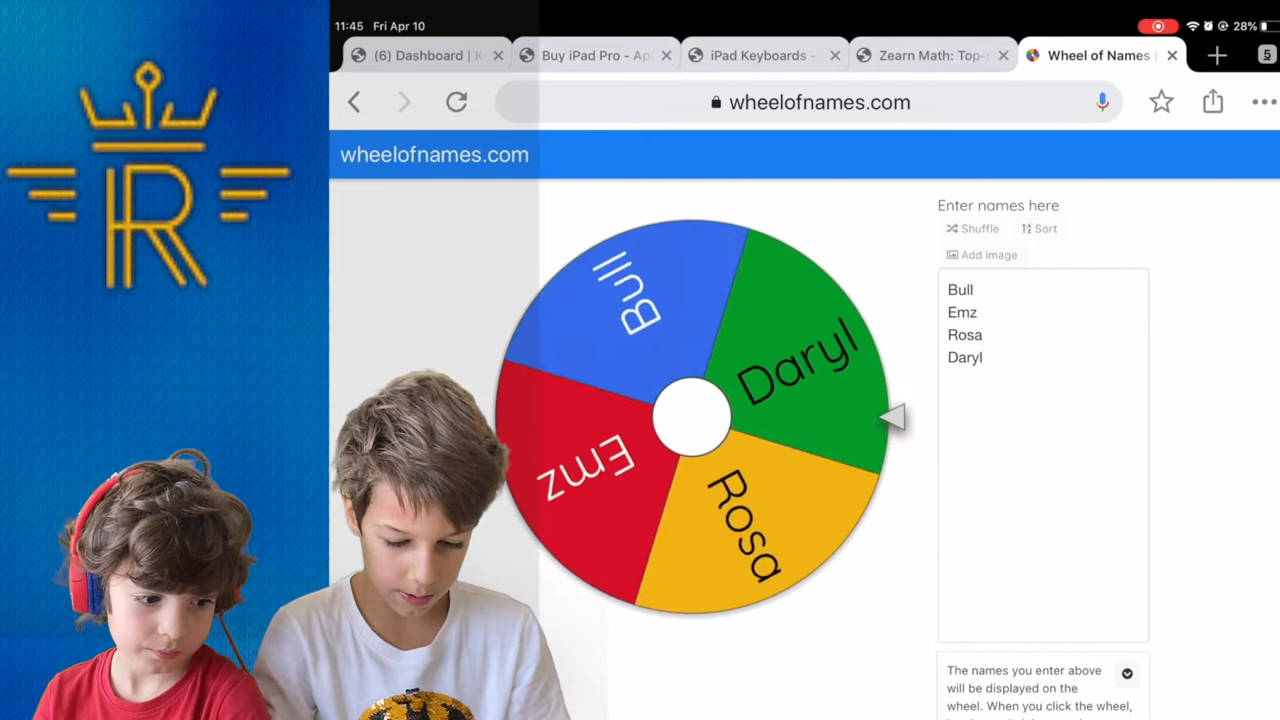 11:45 Fri Apr 10
28%
(6) Dashboard | K
Buy iPad Pro - Ap
iPad Keyboards -
Zearn Math: Top-
Wheel of Names |
5
wheelofnames.com
wheelofnames.com
Enter names here
Shuffle
Sort
Add image
Bull
Emz
Rosa
Daryl
Bull
Daryl
Emz
Rosa
R
The names you enter above
will be displayed on the
wheel. When you click the wheel,